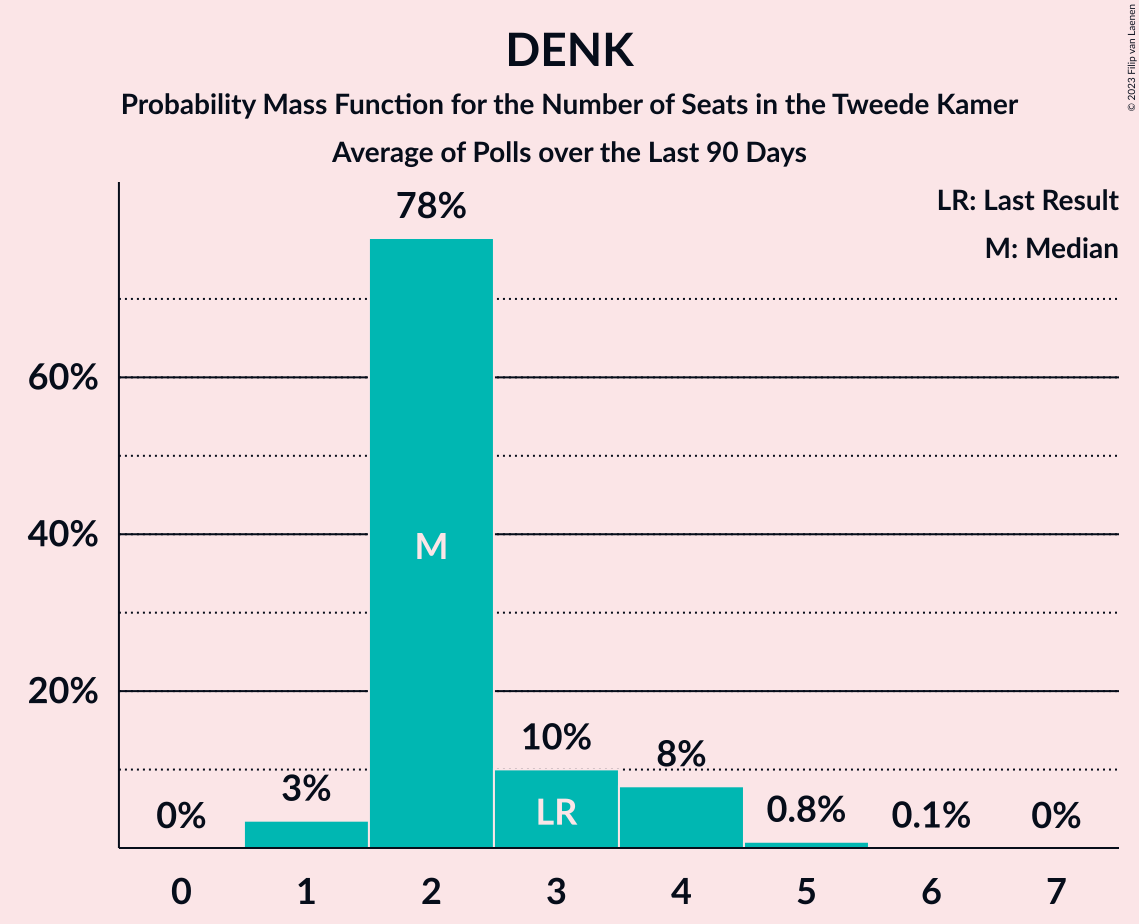 DENK
Probability Mass Function for the Number of Seats in the Tweede Kamer
Average of Polls over the Last 90 Days
© 2023 Filip van Laenen
LR: Last Result
M: Median
78%
60%
40%
20%
M
10%
8%
3%
0%
0.8%
0.1%
0%
LR
0 1 2 3 4 5 6 7